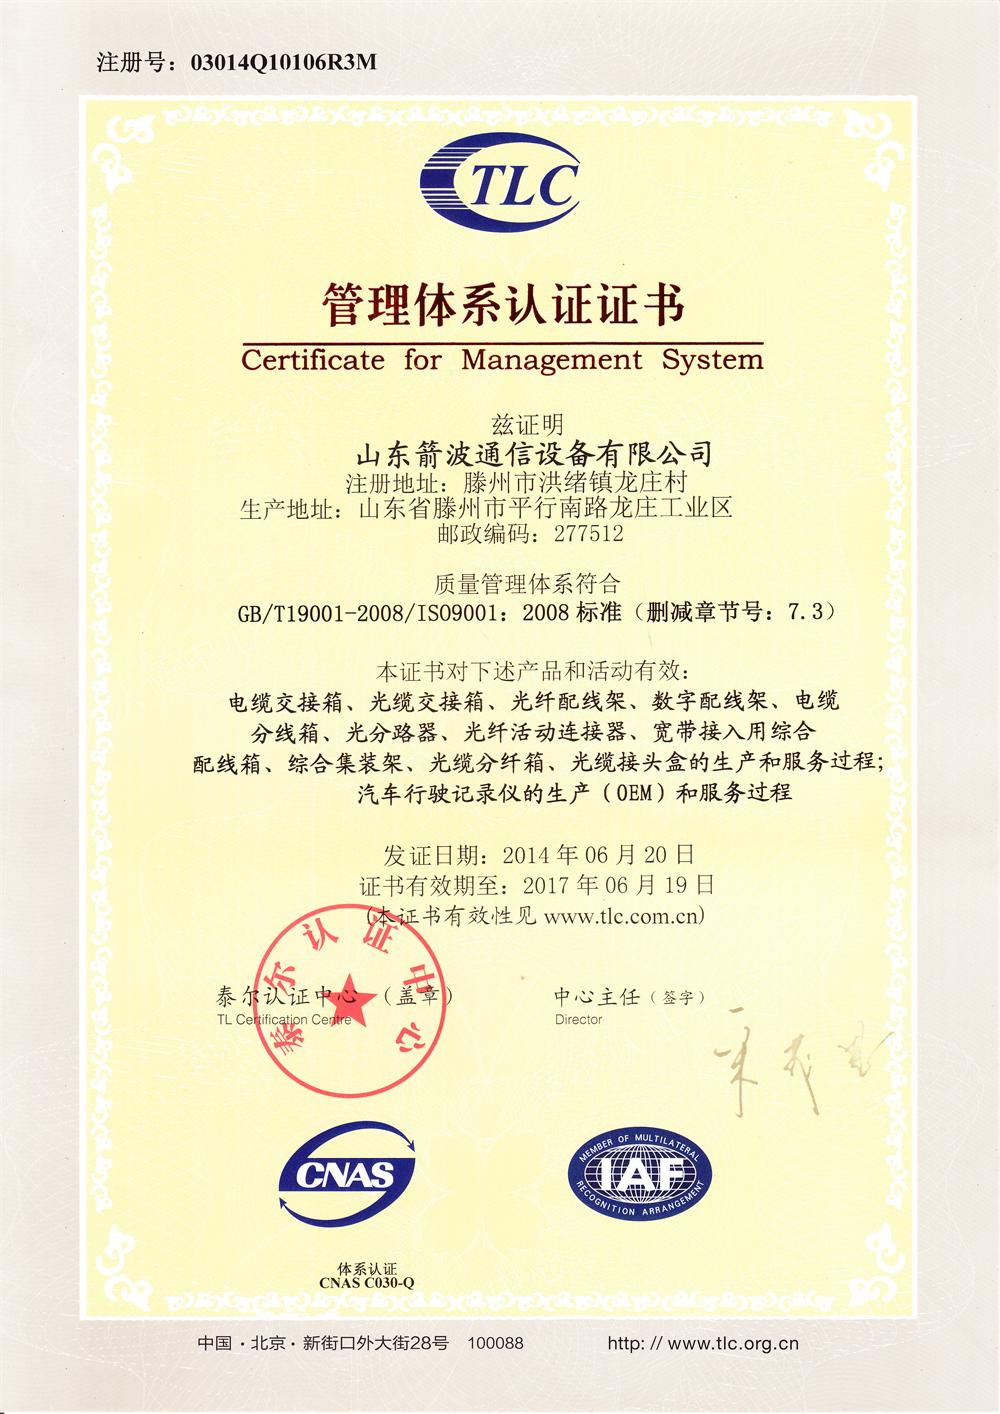 注册号：03014Q10106R3M
TLC
管理体系认证证书
Certificate for Management System
兹证明
山东箭波通信设备有限公司
注册地址：滕州市洪绪镇龙庄村
生产地址：山东省滕州市平行南路龙庄工业区
邮政编码：277512
质量管理体系符合
GB/T19001-2008/ISO9001：2008 标准（删减章节号：7.3）
本证书对下述产品和活动有效：
电缆交接箱、光缆交接箱、光纤配线架、数字配线架、电缆
分线箱、光分路器、光纤活动连接器、宽带接入用综合
配线箱、综合集装架、光缆分纤箱、光缆接头盒的生产和服务过程;
汽车行驶记录仪的生产（OEM）和服务过程
发证日期：2014 年 06 月 20 日
证书有效期至：2017 年 06 月 19 日
(本证书有效性见 www.tlc.com.cn)
泰尔认证中心 （盖章）
TL Certification Centre
泰尔认证中心
中心主任（签字）
Director
CNAS
MEMBER OF MULTILATERAL
IAF
RECOGNITION ARRANGEMENT
体系认证
CNAS C030-Q
中国·北京·新街口外大街28号 100088
http: // www.tlc.org.cn